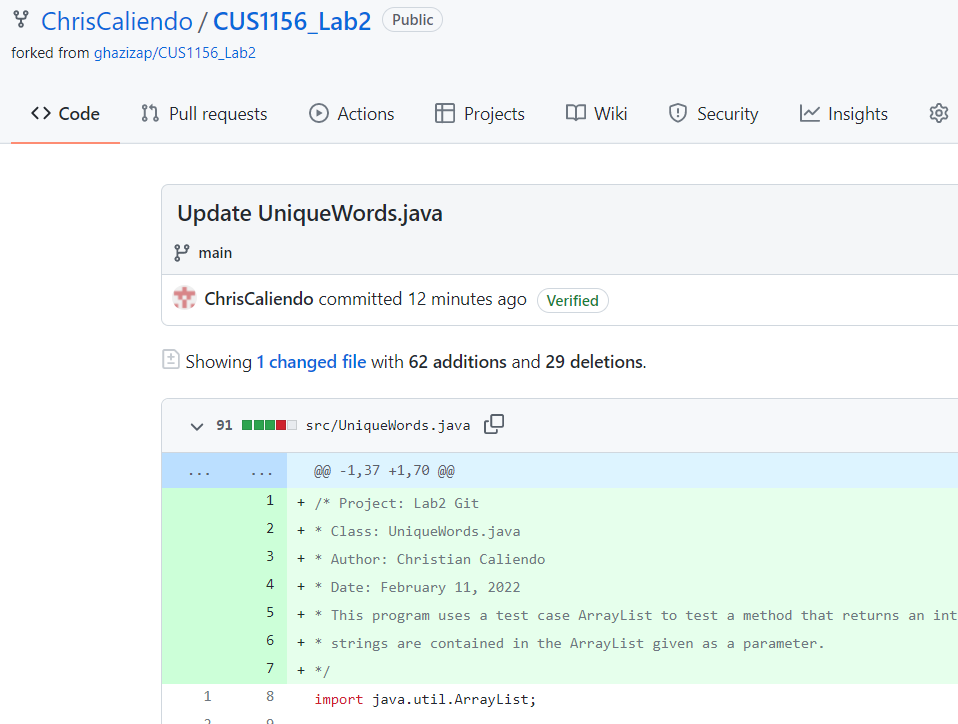 ChrisCaliendo / CUS1156_Lab2 Public
forked from ghazizap/CUS1156_Lab2
<> Code Pull requests Actions Projects Wiki Security Insights
Update UniqueWords.java
main
ChrisCaliendo committed 12 minutes ago Verified
Showing 1 changed file with 62 additions and 29 deletions.
91 src/UniqueWords.java
... ... @@ -1,37 +1,70 @@
1 + /* Project: Lab2 Git
2 + * Class: UniqueWords.java
3 + * Author: Christian Caliendo
4 + * Date: February 11, 2022
5 + * This program uses a test case ArrayList to test a method that returns an int
6 + * strings are contained in the ArrayList given as a parameter.
7 + */
1 8 import java.util.ArrayList;
2 9